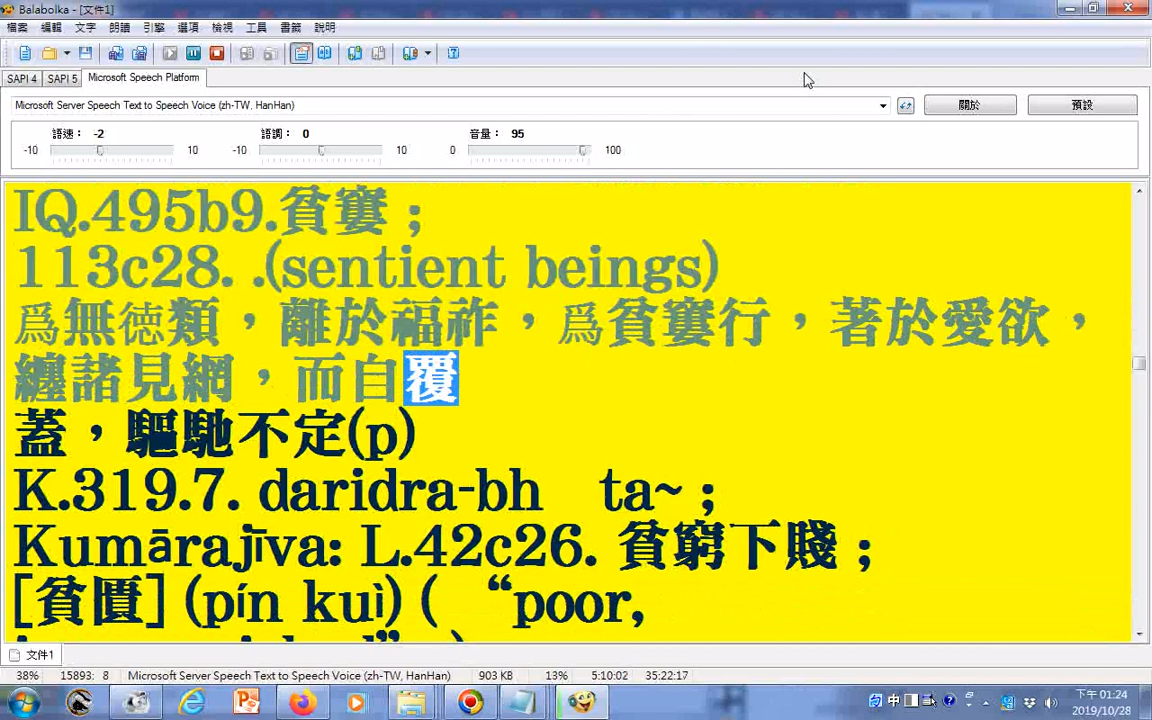 Balabolka - [文件1]
檔案 編輯 文字 朗讀 引擎 選項 檢視 工具 書籤 說明
SAPI 4 SAPI 5 Microsoft Speech Platform
Microsoft Server Speech Text to Speech Voice (zh-TW, HanHan) 關於 預設
語速： -2 語調： 0 音量： 95
-10 10 -10 10 0 100
IQ.495b9.貧窶；
113c28. .(sentient beings)
爲無徳類，離於福祚，爲貧窶行，著於愛欲，
纏諸見網，而自覆
蓋，驅馳不定(p)
K.319.7. daridra-bh ta~；
Kumārajīva: L.42c26. 貧窮下賤；
[貧匱] (pín kuì) ( “poor,
文件1
38% 15893: 8 Microsoft Server Speech Text to Speech Voice (zh-TW, HanHan) 903 KB 13% 5:10:02 35:22:17
中 下午 01:24
2019/10/28